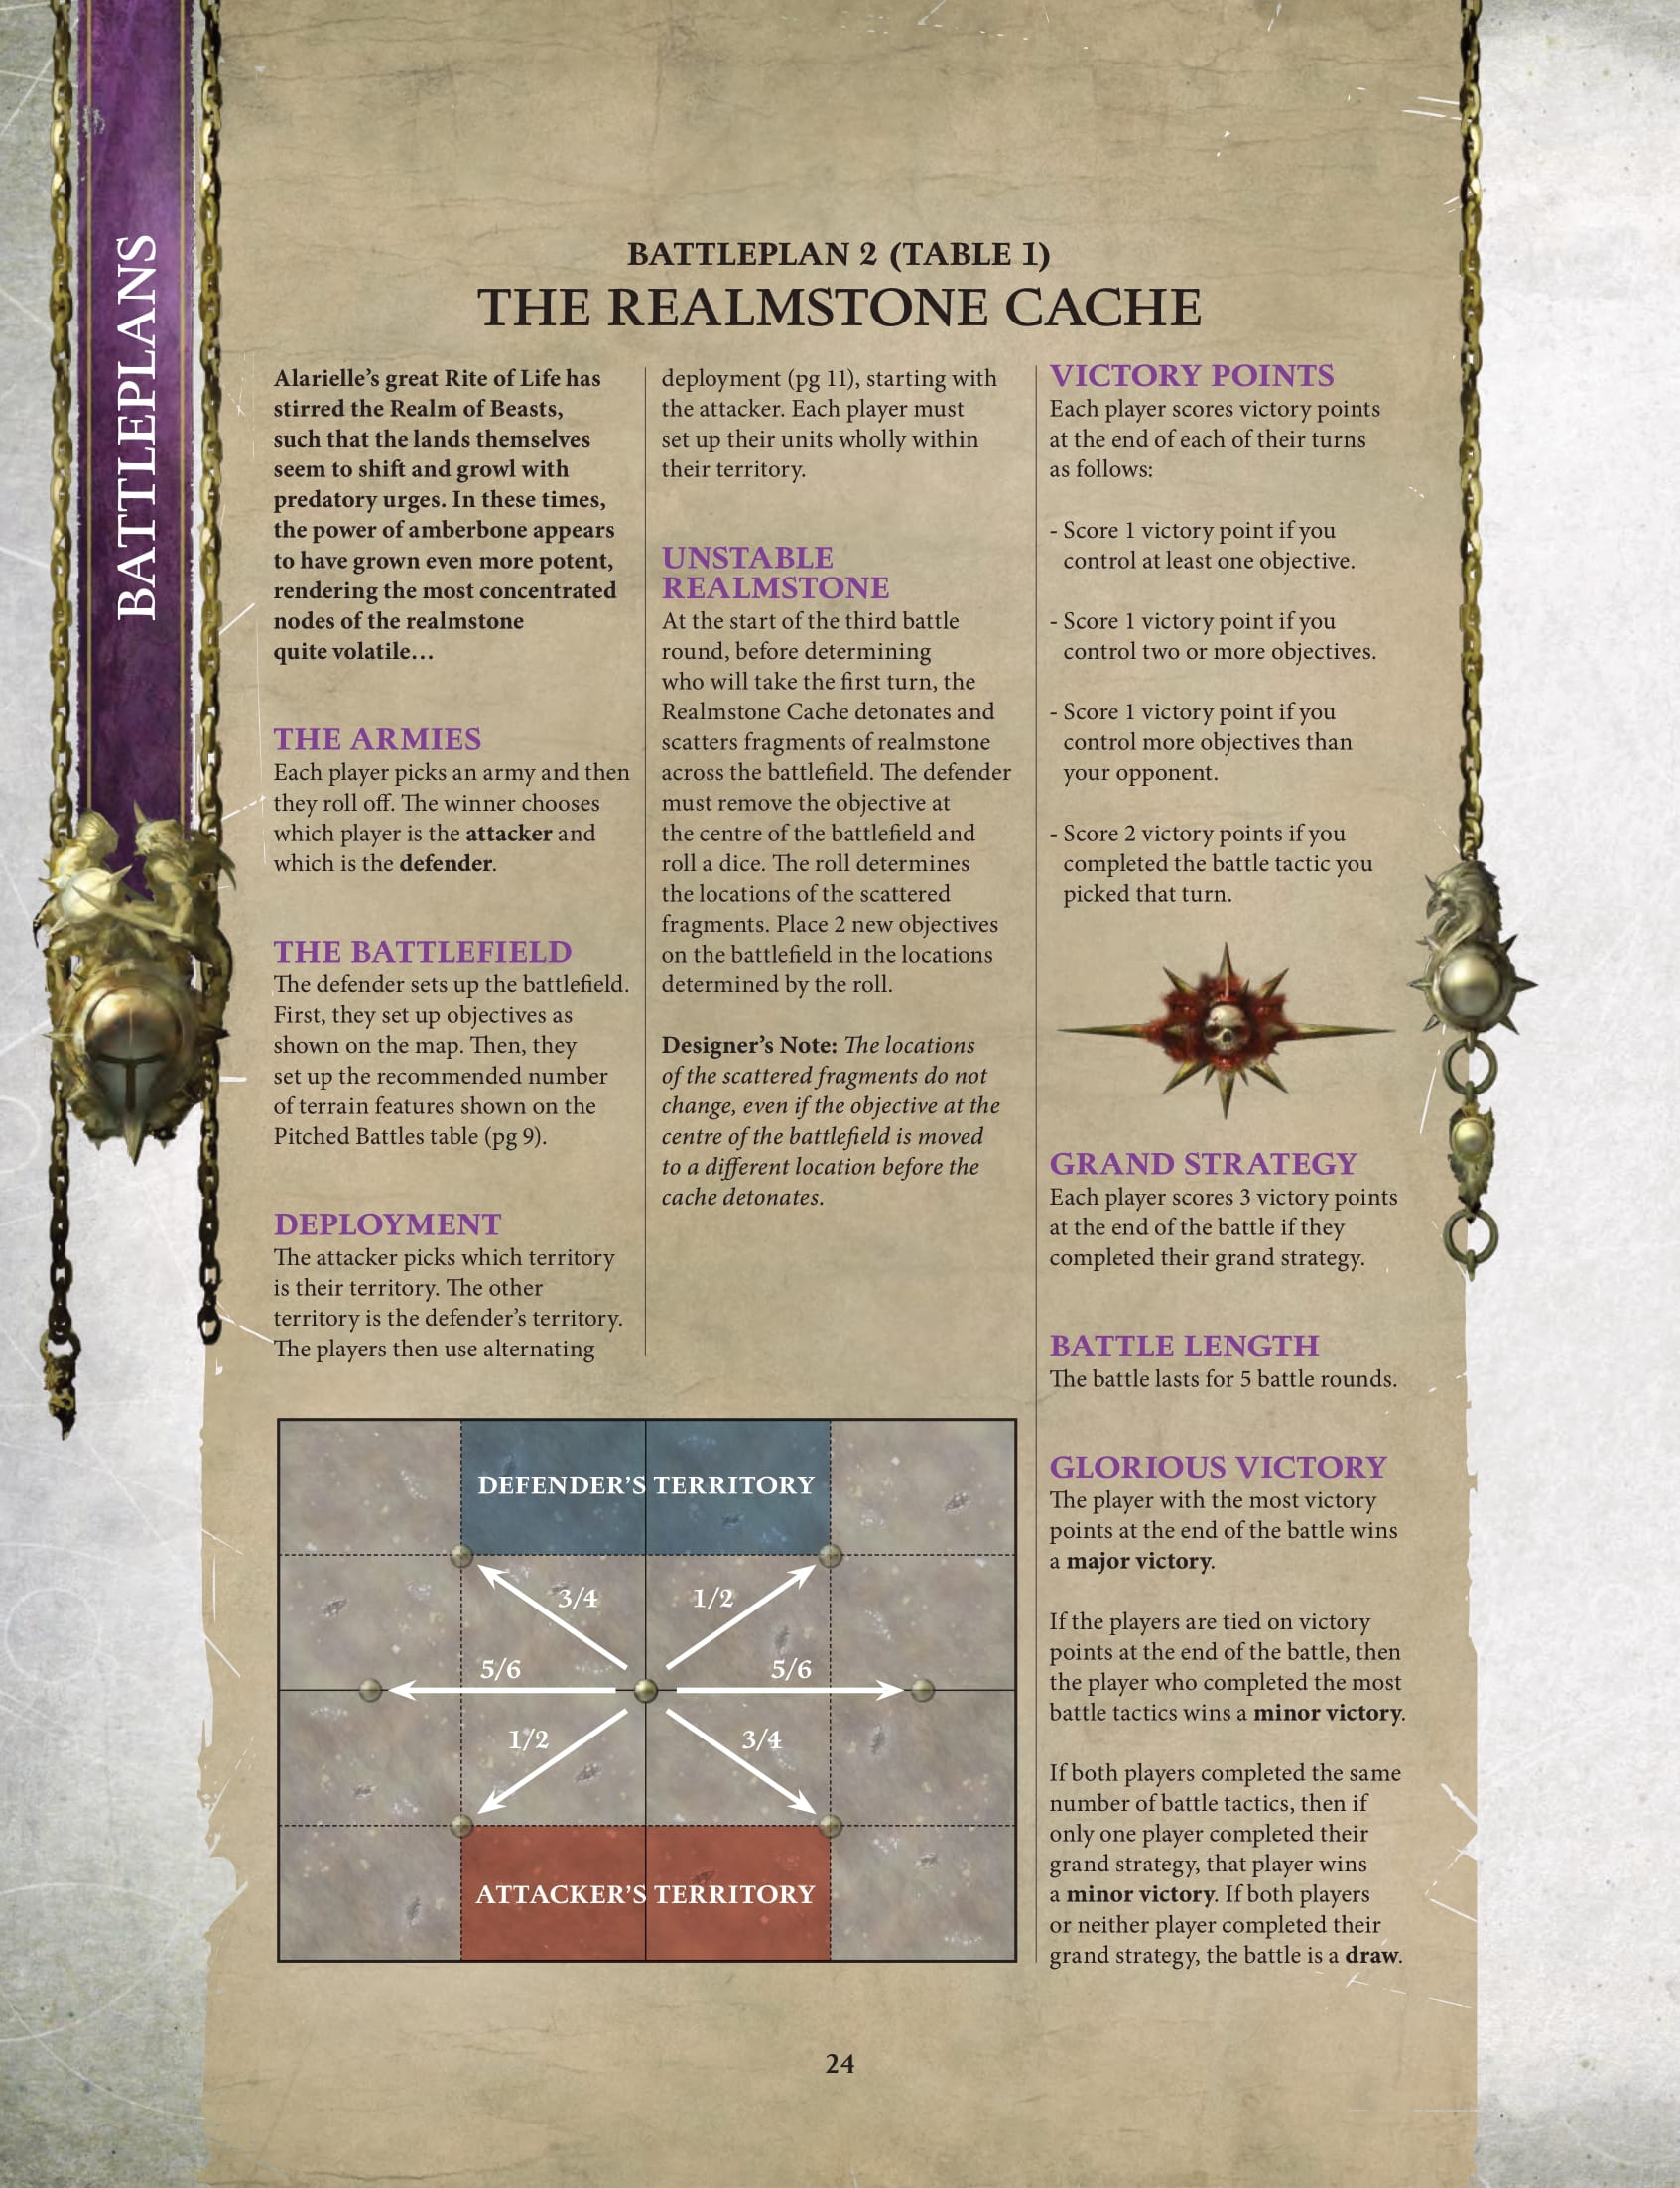 BATTLEPLANS
BATTLEPLAN 2 (TABLE 1)
THE REALMSTONE CACHE
Alarielle's great Rite of Life has
stirred the Realm of Beasts,
such that the lands themselves
seem to shift and growl with
predatory urges. In these times,
the power of amberbone appears
to have grown even more potent,
rendering the most concentrated
nodes of the realmstone
quite volatile…
THE ARMIES
Each player picks an army and then
they roll off. The winner chooses
which player is the attacker and
which is the defender.
THE BATTLEFIELD
The defender sets up the battlefield.
First, they set up objectives as
shown on the map. Then, they
set up the recommended number
of terrain features shown on the
Pitched Battles table (pg 9).
DEPLOYMENT
The attacker picks which territory
is their territory. The other
territory is the defender's territory.
The players then use alternating
deployment (pg 11), starting with
the attacker. Each player must
set up their units wholly within
their territory.
UNSTABLE
REALMSTONE
At the start of the third battle
round, before determining
who will take the first turn, the
Realmstone Cache detonates and
scatters fragments of realmstone
across the battlefield. The defender
must remove the objective at
the centre of the battlefield and
roll a dice. The roll determines
the locations of the scattered
fragments. Place 2 new objectives
on the battlefield in the locations
determined by the roll.
Designer's Note: The locations
of the scattered fragments do not
change, even if the objective at the
centre of the battlefield is moved
to a different location before the
cache detonates.
VICTORY POINTS
Each player scores victory points
at the end of each of their turns
as follows:
- Score 1 victory point if you
control at least one objective.
- Score 1 victory point if you
control two or more objectives.
- Score 1 victory point if you
control more objectives than
your opponent.
- Score 2 victory points if you
completed the battle tactic you
picked that turn.
GRAND STRATEGY
Each player scores 3 victory points
at the end of the battle if they
completed their grand strategy.
BATTLE LENGTH
The battle lasts for 5 battle rounds.
GLORIOUS VICTORY
The player with the most victory
points at the end of the battle wins
a major victory.
If the players are tied on victory
points at the end of the battle, then
the player who completed the most
battle tactics wins a minor victory.
If both players completed the same
number of battle tactics, then if
only one player completed their
grand strategy, that player wins
a minor victory. If both players
or neither player completed their
grand strategy, the battle is a draw.
DEFENDER'S TERRITORY
3/4 1/2
5/6 5/6
1/2 3/4
ATTACKER'S TERRITORY
24